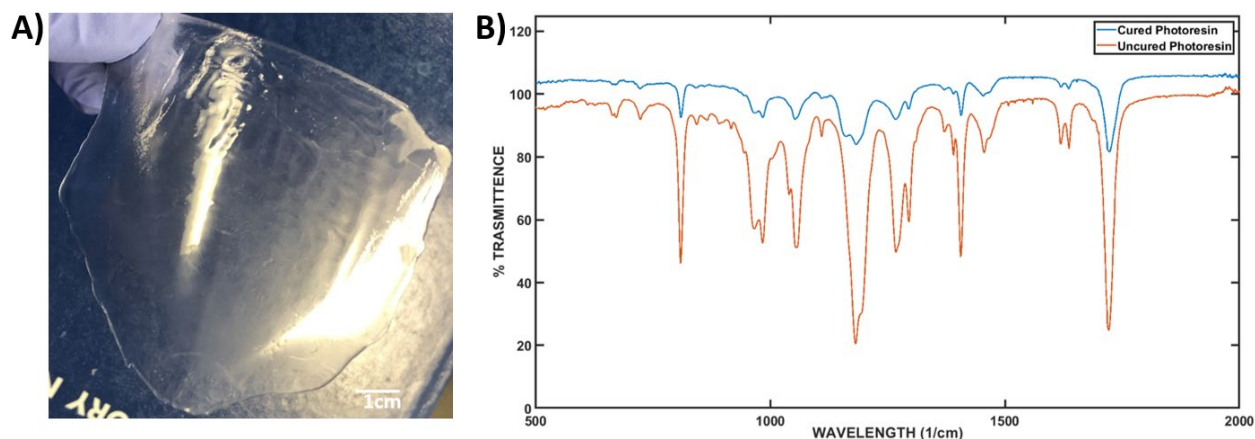 A)
ORY M
1cm
B)
Cured Photoresin
Uncured Photoresin
% TRASMITTENCE
120
100
80
60
40
20
0
500
1000
1500
2000
WAVELENGTH (1/cm)